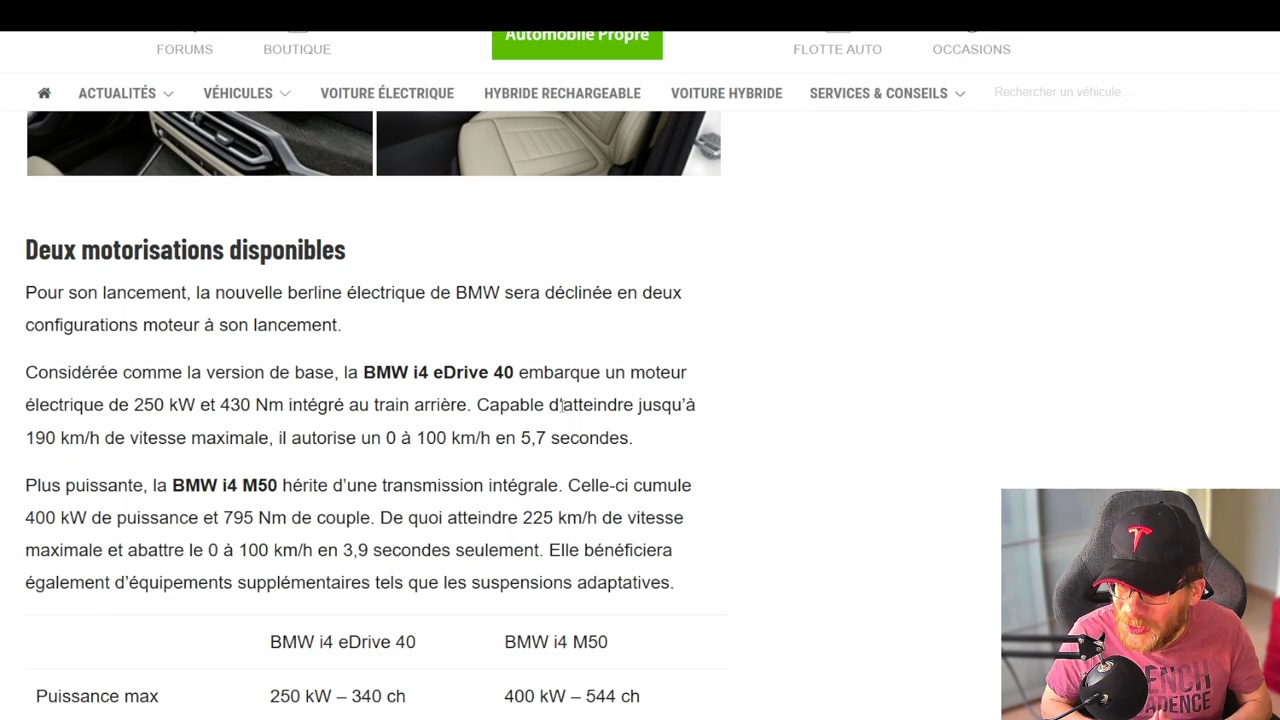 Automobile Propre
FORUMS
BOUTIQUE
FLOTTE AUTO
OCCASIONS
ACTUALITÉS
VÉHICULES
VOITURE ÉLECTRIQUE
HYBRIDE RECHARGEABLE
VOITURE HYBRIDE
SERVICES & CONSEILS
Rechercher un véhicule...
Deux motorisations disponibles
Pour son lancement, la nouvelle berline électrique de BMW sera déclinée en deux
configurations moteur à son lancement.
Considérée comme la version de base, la BMW i4 eDrive 40 embarque un moteur
électrique de 250 kW et 430 Nm intégré au train arrière. Capable d'atteindre jusqu'à
190 km/h de vitesse maximale, il autorise un 0 à 100 km/h en 5,7 secondes.
Plus puissante, la BMW i4 M50 hérite d'une transmission intégrale. Celle-ci cumule
400 kW de puissance et 795 Nm de couple. De quoi atteindre 225 km/h de vitesse
maximale et abattre le 0 à 100 km/h en 3,9 secondes seulement. Elle bénéficiera
également d'équipements supplémentaires tels que les suspensions adaptatives.
BMW i4 eDrive 40
BMW i4 M50
Puissance max
250 kW – 340 ch
400 kW – 544 ch